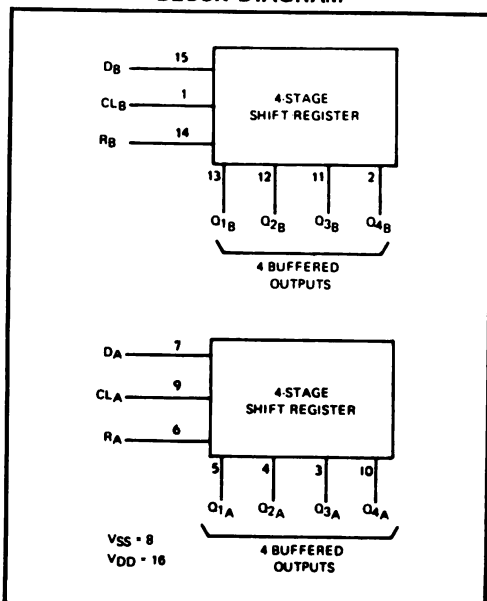 DB 15
CLB 1
RB 14
4-STAGE
SHIFT REGISTER
13 12 11 2
Q1B Q2B Q3B Q4B
4 BUFFERED
OUTPUTS
DA 7
CLA 9
RA 6
4-STAGE
SHIFT REGISTER
5 4 3 10
Q1A Q2A Q3A Q4A
VSS = 8
VDD = 16
4 BUFFERED
OUTPUTS